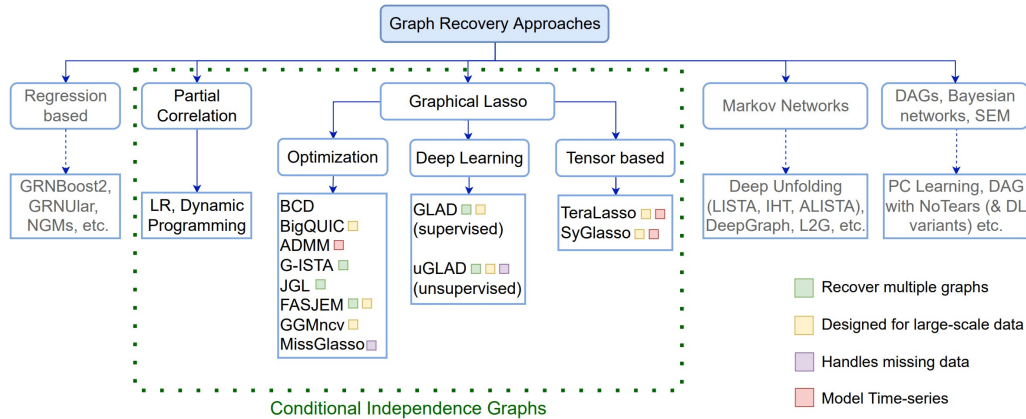 Graph Recovery Approaches
Regression
based
Partial
Correlation
Graphical Lasso
Markov Networks
DAGs, Bayesian
networks, SEM
Optimization
Deep Learning
Tensor based
GRNBoost2,
GRNUlar,
NGMs, etc.
LR, Dynamic
Programming
BCD
BigQUIC
ADMM
G-ISTA
JGL
FASJEM
GGMncv
MissGlasso
GLAD
(supervised)
uGLAD
(unsupervised)
TeraLasso
SyGlasso
Deep Unfolding
(LISTA, IHT, ALISTA),
DeepGraph, L2G, etc.
PC Learning, DAG
with NoTears (& DL
variants) etc.
Recover multiple graphs
Designed for large-scale data
Handles missing data
Model Time-series
Conditional Independence Graphs